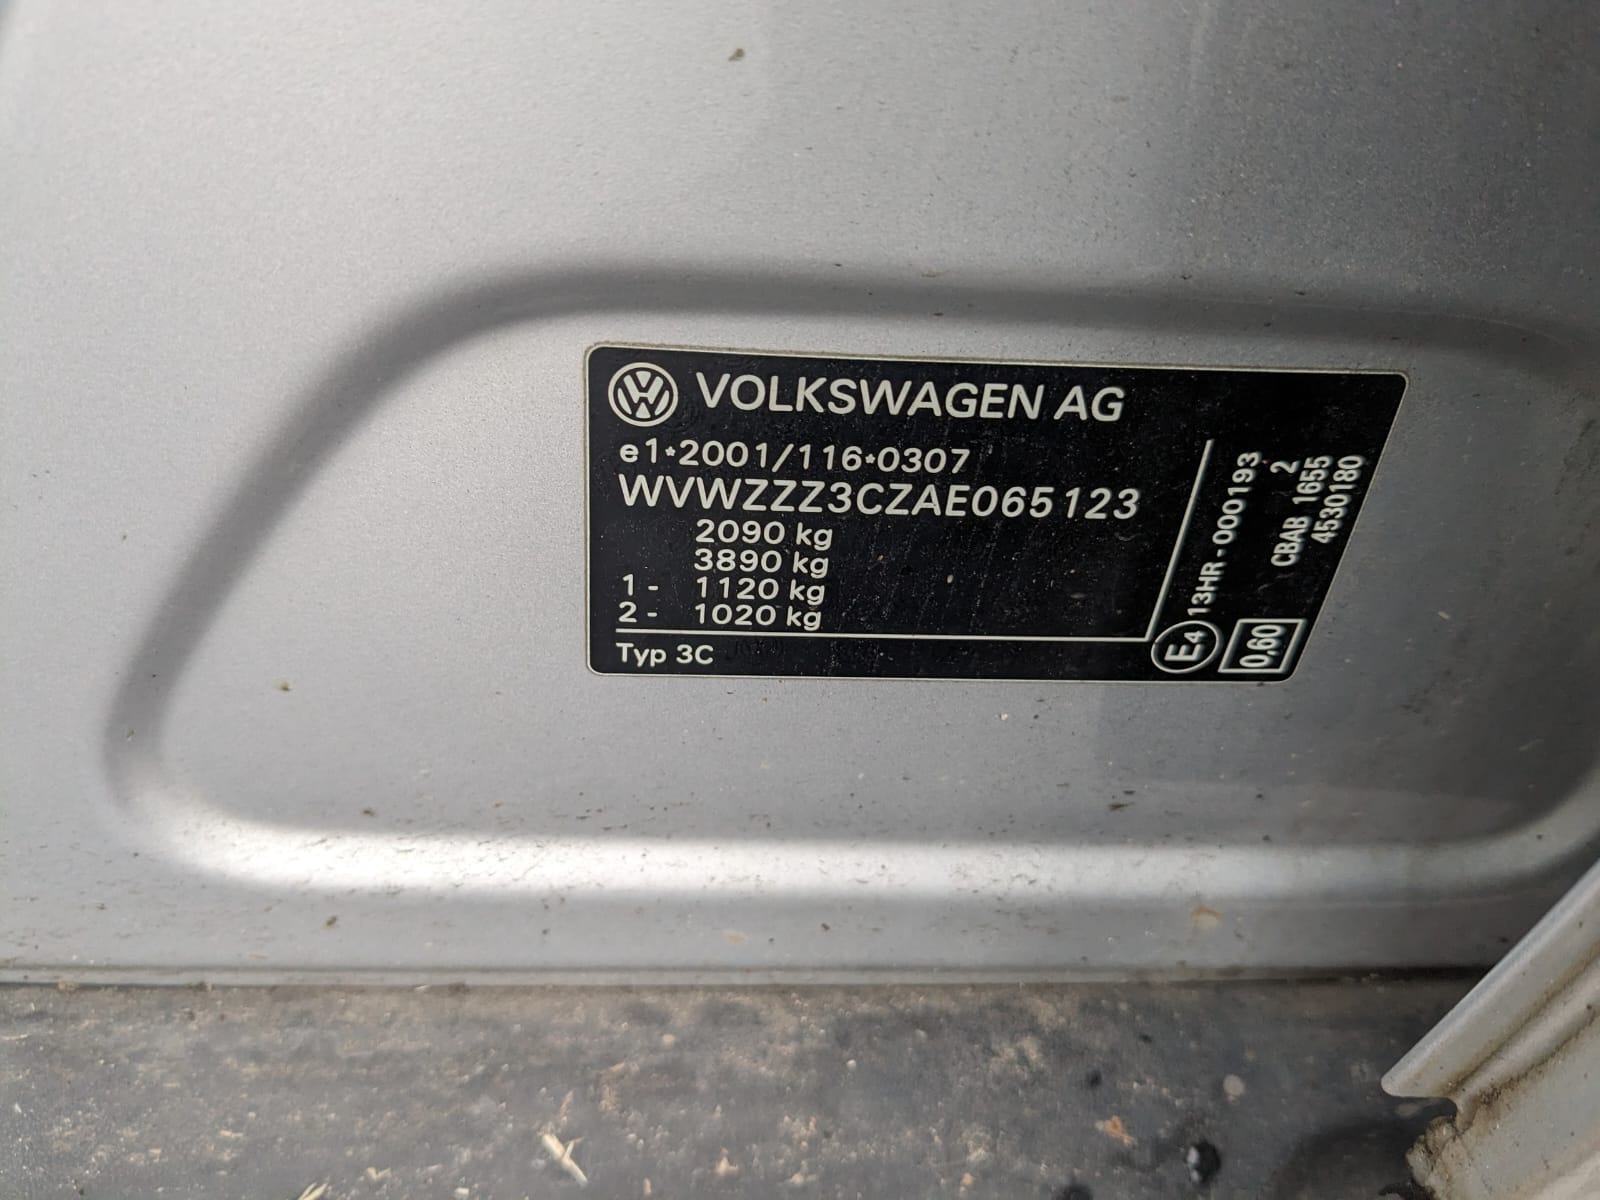 VOLKSWAGEN AG
e1*2001/116*0307
WVWZZZ3CZAE065123
2090 kg
3890 kg
1 - 1120 kg
2 - 1020 kg
Typ 3C
E4 13HR - 000193
2
CBAB 1655
4530180
0,60